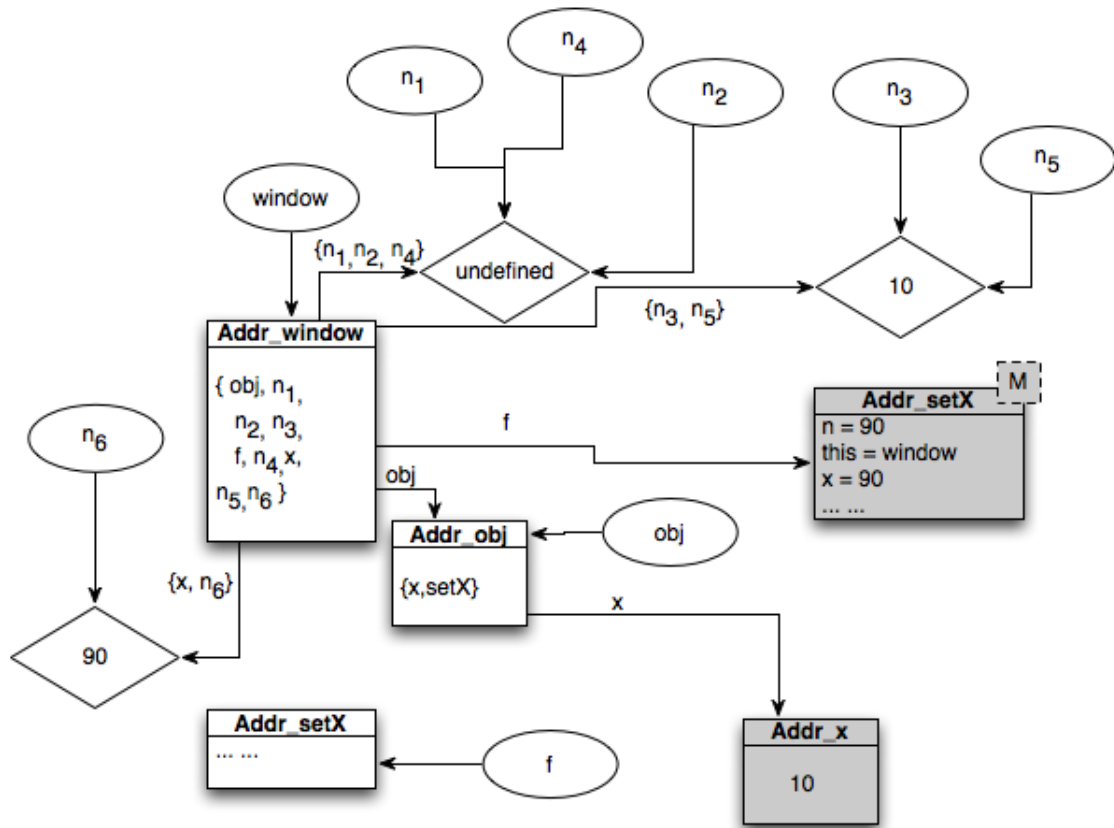 n4
n1
n2
n3
n5
window
{n1, n2, n4}
undefined
10
{n3, n5}
Addr_window
{ obj, n1,
n2, n3,
f, n4, x,
n5, n6 }
M
Addr_setX
n = 90
this = window
x = 90
... ...
f
n6
obj
Addr_obj
{x,setX}
obj
{x, n6}
x
90
Addr_setX
... ...
f
Addr_x
10